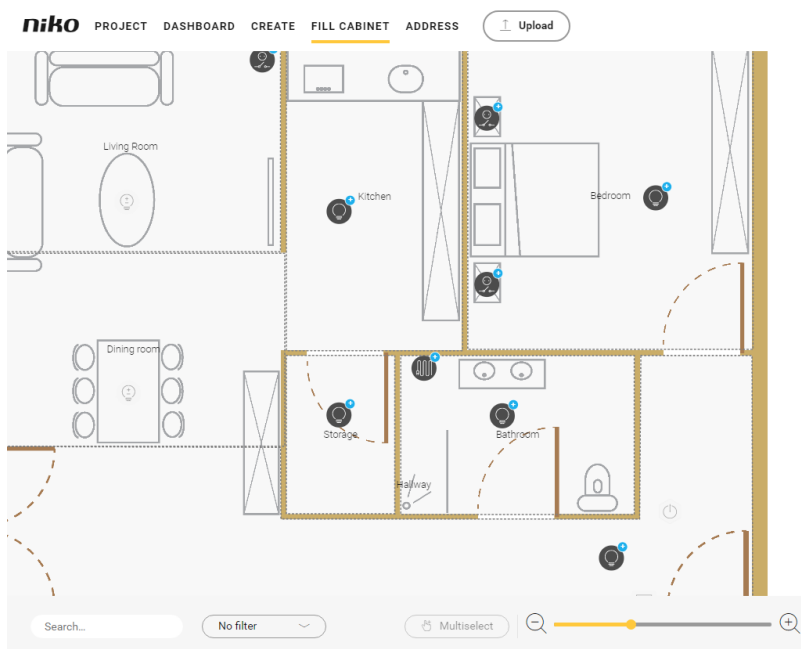 niko PROJECT DASHBOARD CREATE FILL CABINET ADDRESS Upload
Living Room
Kitchen
Bedroom
Dining room
Storage
Bathroom
Hallway
Search...
No filter
Multiselect